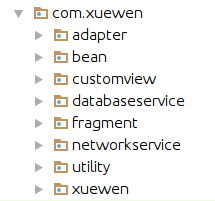 com.xuewen
adapter
bean
customview
databaseservice
fragment
networkservice
utility
xuewen